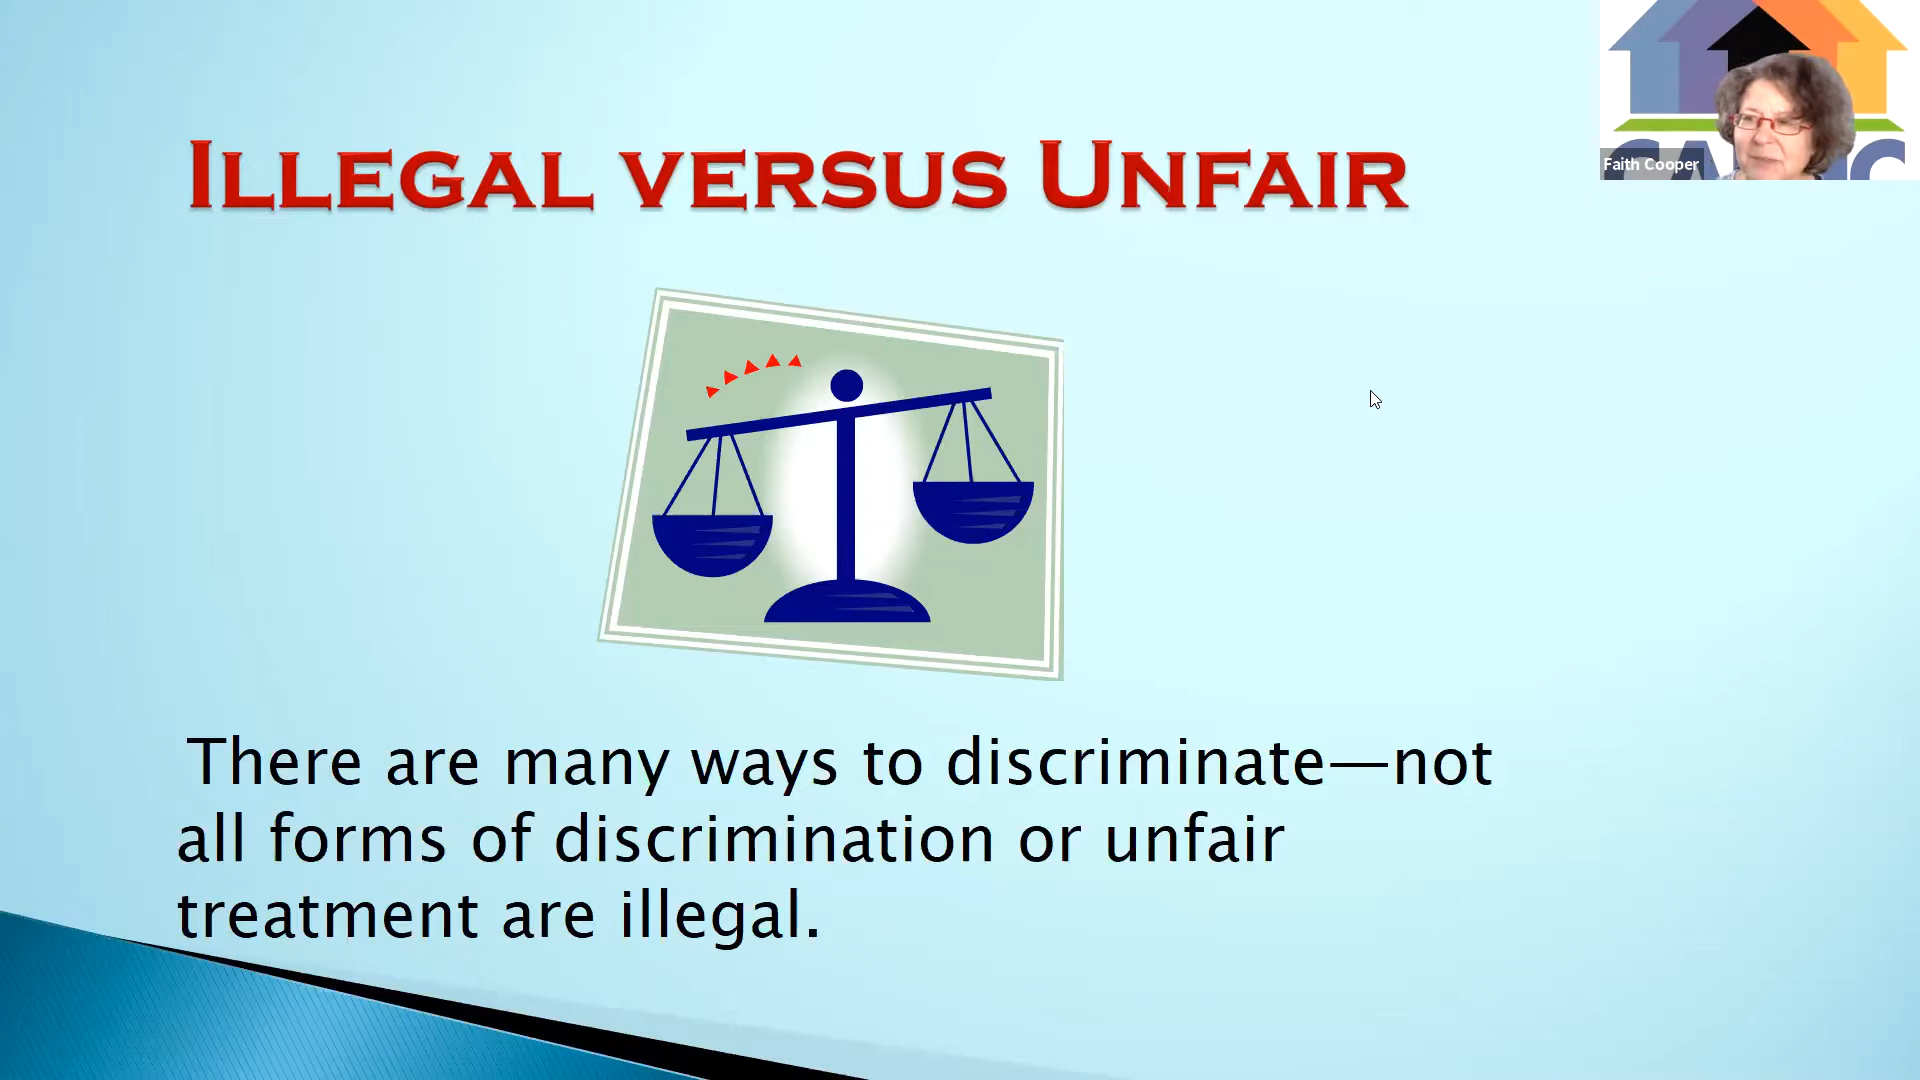 Faith Cooper
ILLEGAL VERSUS UNFAIR
There are many ways to discriminate—not
all forms of discrimination or unfair
treatment are illegal.